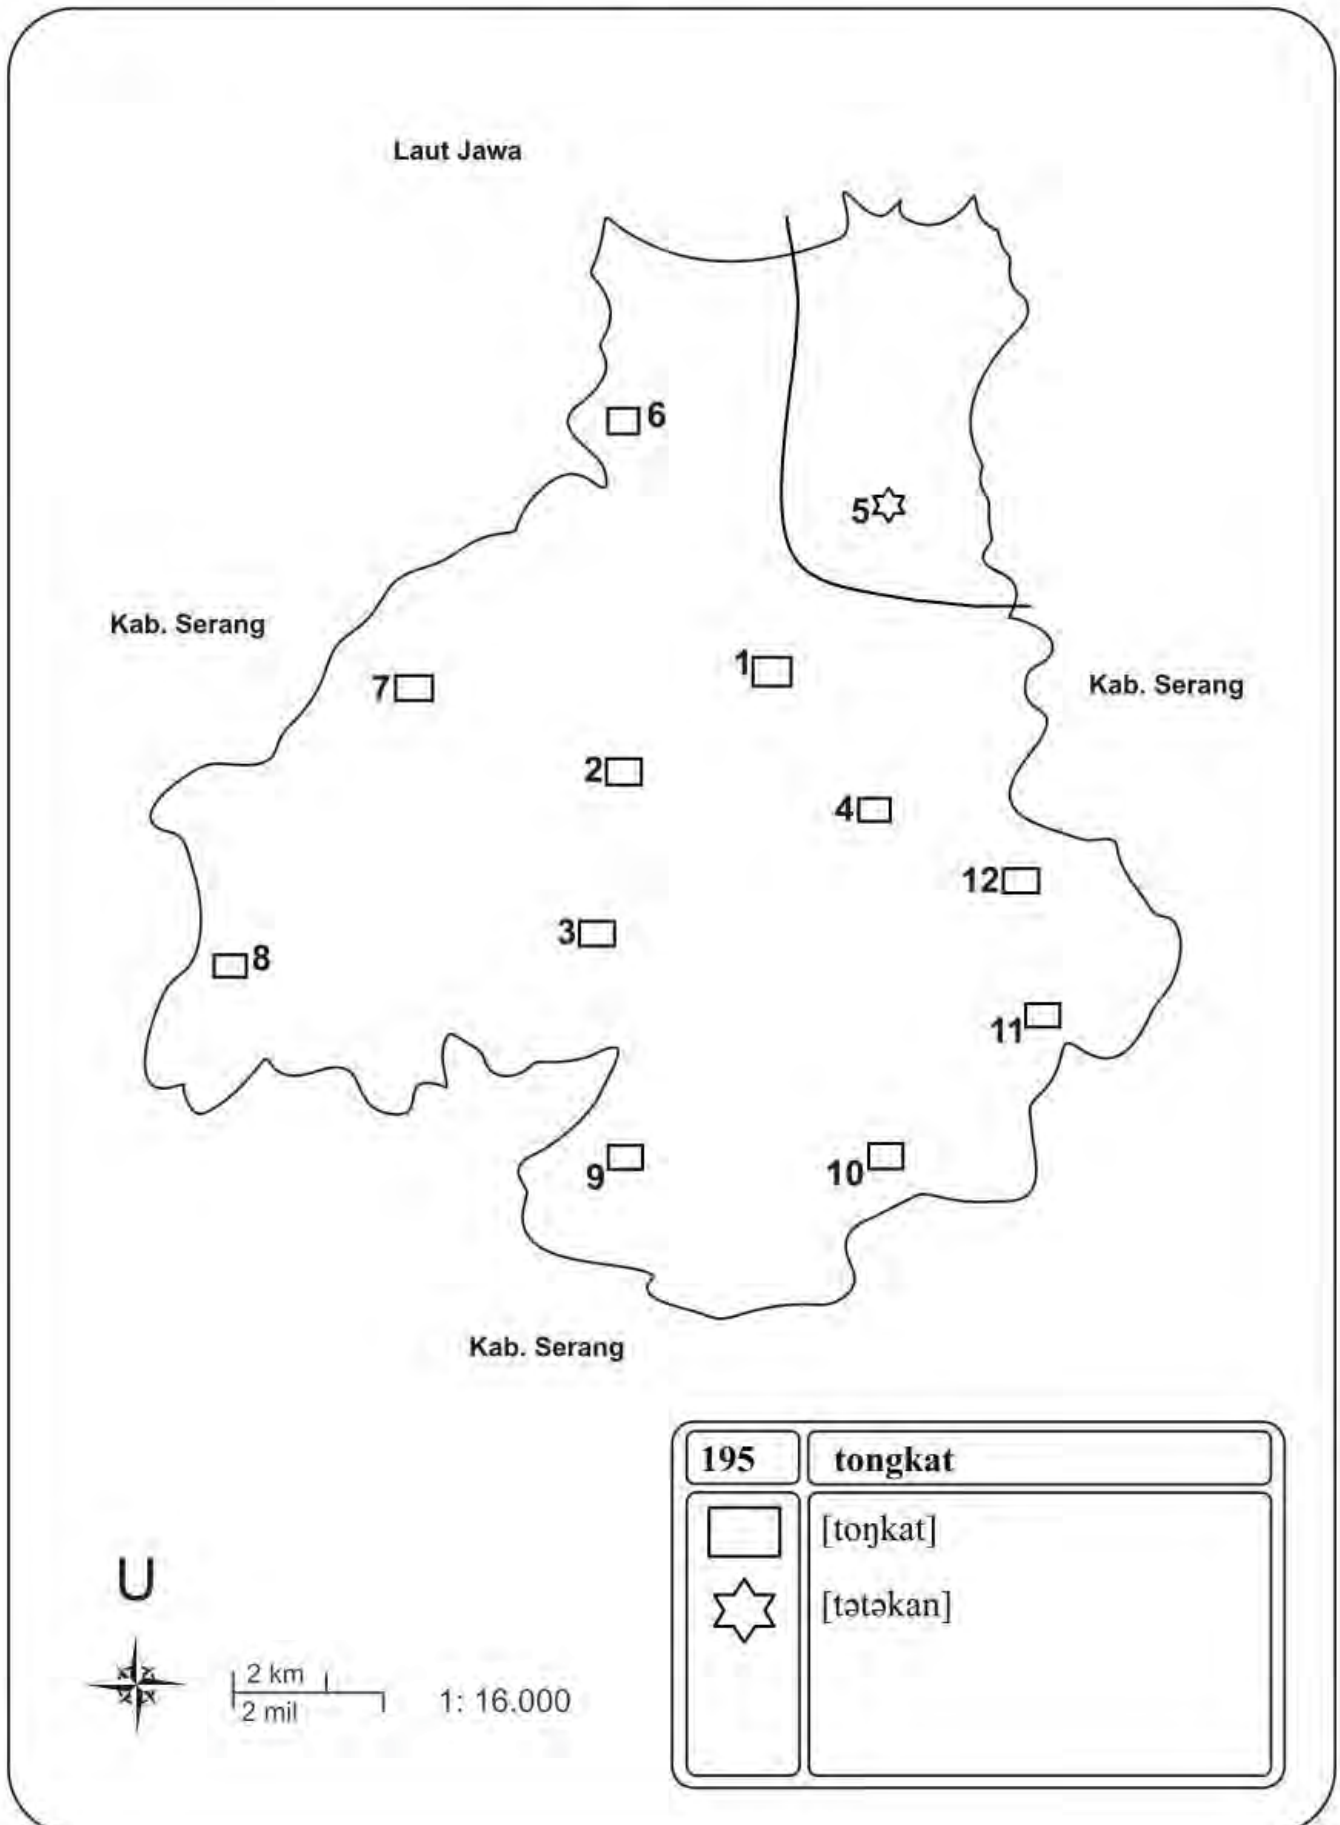 Laut Jawa
6
5
Kab. Serang
1
Kab. Serang
7
2
4
12
3
8
11
9
10
Kab. Serang
195 tongkat
[toŋkat]
[tətəkan]
U
2 km
2 mil
1: 16.000